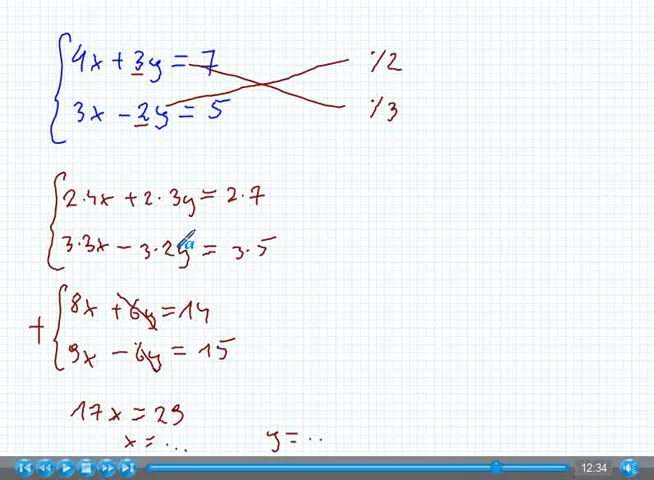 4x + 3y = 7 ⁒2
3x − 2y = 5 ⁒3
2·4x + 2·3y = 2·7
3·3x − 3·2y = 3·5
8x + 6y = 14
+
9x − 6y = 15
17x = 29
x = ... y = ..
12:34